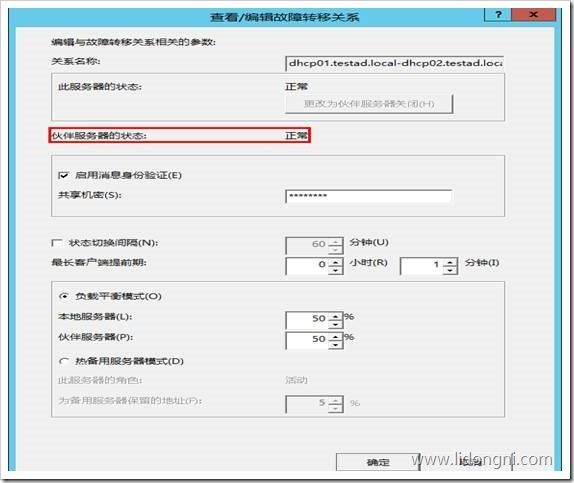 查看/编辑故障转移关系
编辑与故障转移关系相关的参数:
关系名称: dhcp01.testad.local-dhcp02.testad.loca
此服务器的状态: 正常
更改为伙伴服务器关闭(H)
伙伴服务器的状态: 正常
启用消息身份验证(E)
共享机密(S): ********
状态切换间隔(N): 60 分钟(U)
最长客户端提前期: 0 小时(R) 1 分钟(I)
负载平衡模式(O)
本地服务器(L): 50 %
伙伴服务器(P): 50 %
热备用服务器模式(D)
此服务器的角色: 活动
为备用服务器保留的地址(F): 5 %
确定 取消
www.lidongni.com